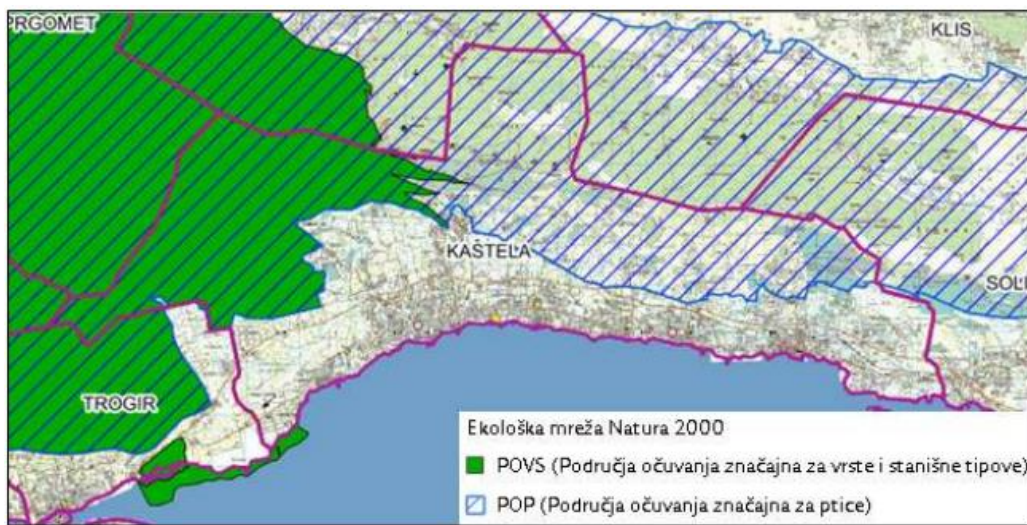 PRGOMET
KLIS
KAŠTELA
SOLI
TROGIR
Ekološka mreža Natura 2000
POVS (Područja očuvanja značajna za vrste i stanišne tipove)
POP (Područja očuvanja značajna za ptice)